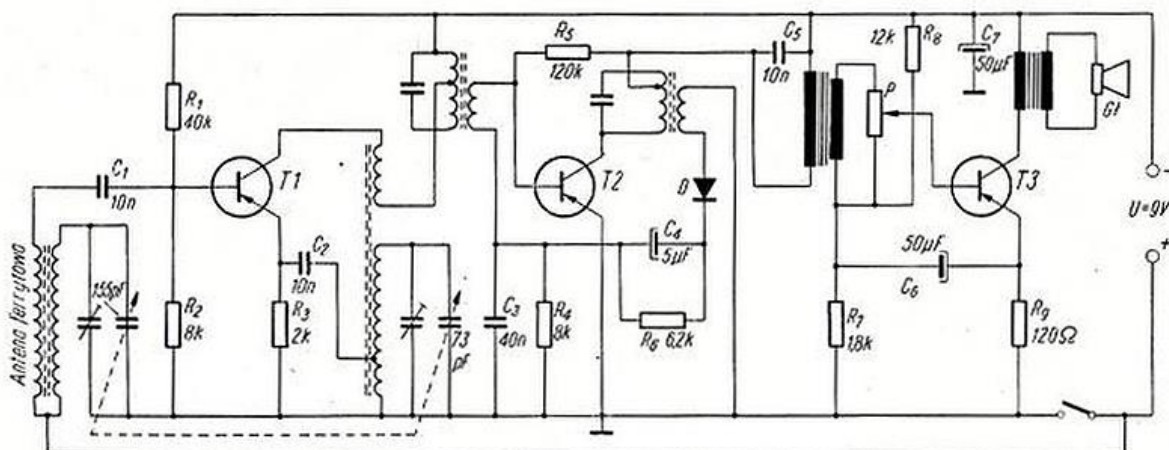 Antena ferrytowa
155pF
C1
10n
R1
40k
R2
8k
T1
C2
10n
R3
2k
73
pF
C3
40n
R4
8k
R5
120k
T2
D
C4
5µF
R6 6,2k
C5
10n
P
12k
R8
R7
1,8k
50µF
C6
C7
50µF
T3
R9
120Ω
Gł
-
U=9V
+